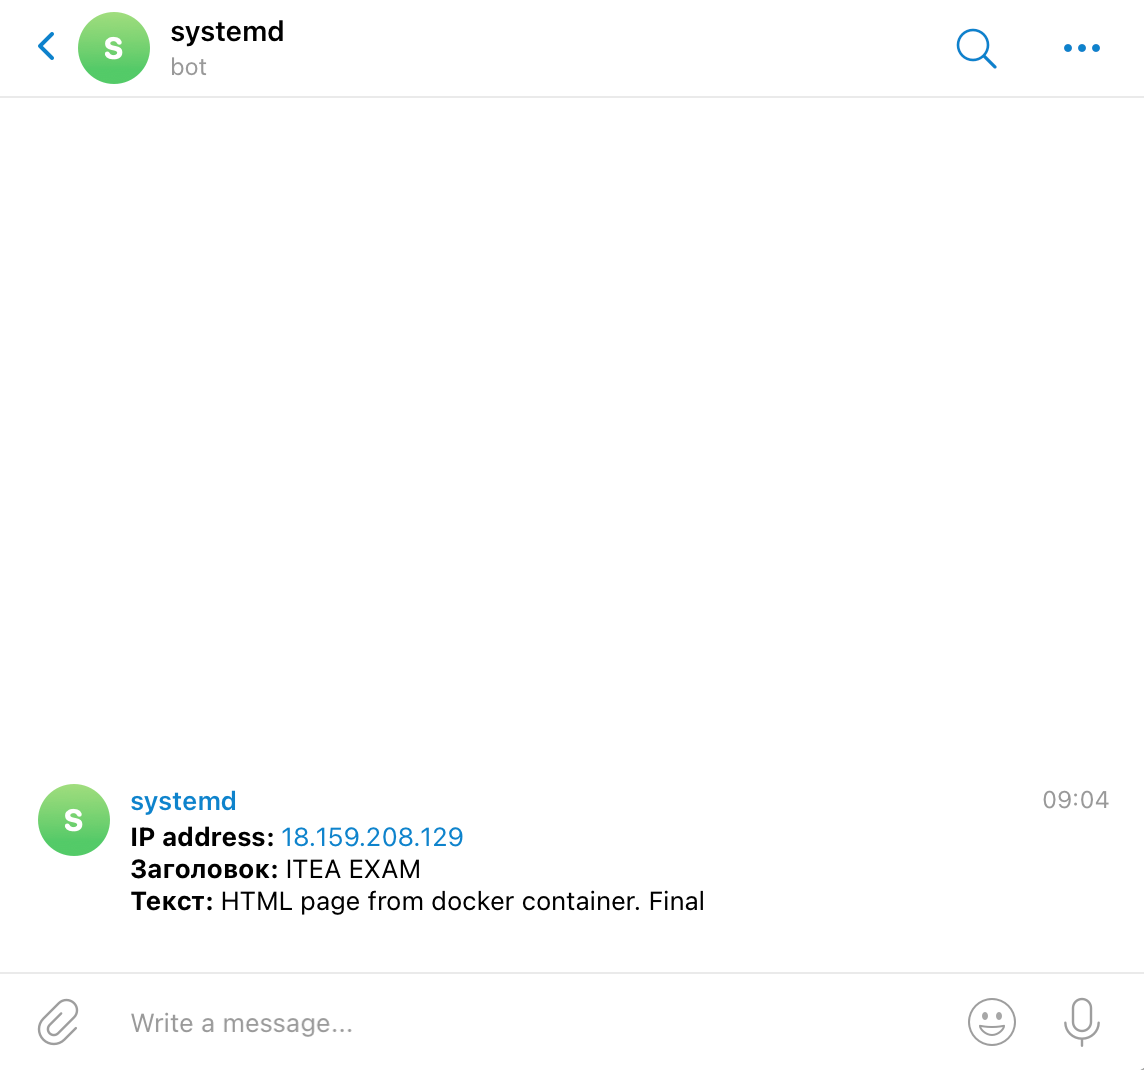 S
systemd
bot
S
systemd
09:04
IP address: 18.159.208.129
Заголовок: ITEA EXAM
Текст: HTML page from docker container. Final
Write a message...